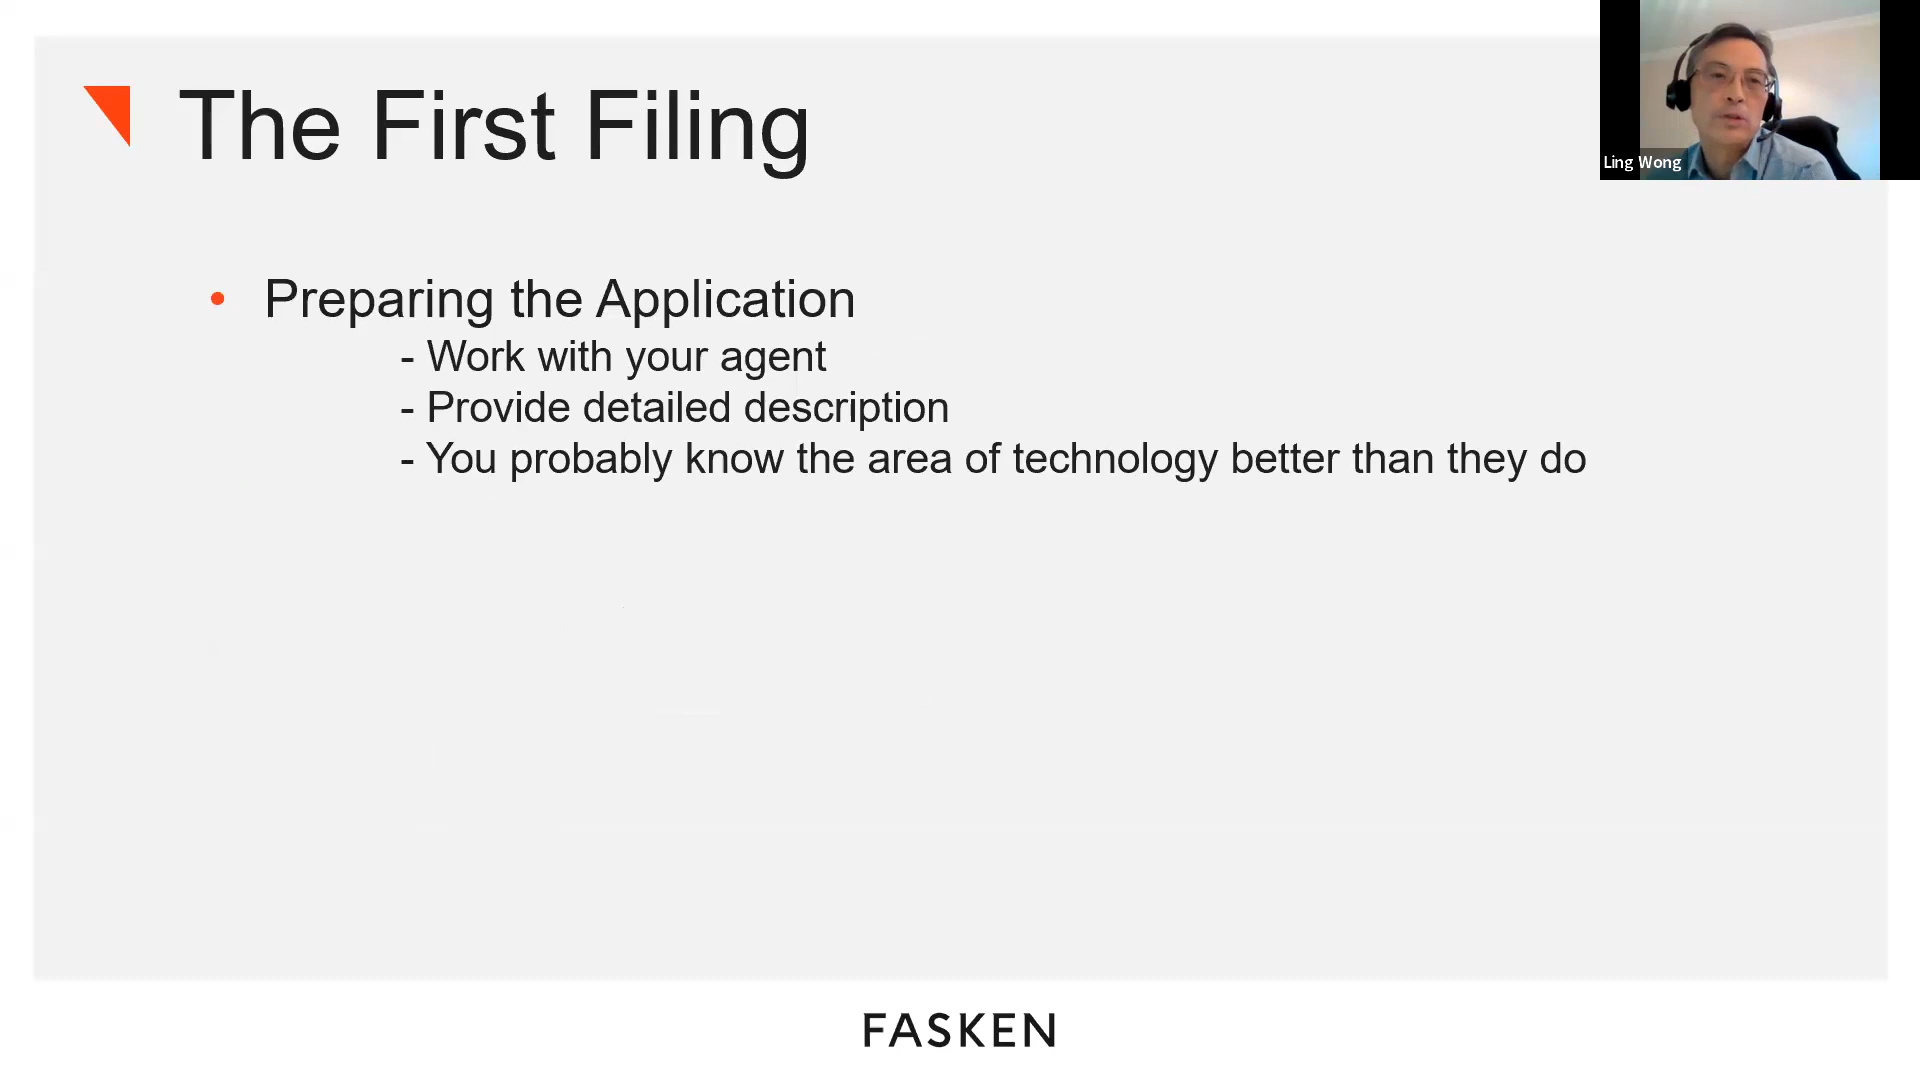 The First Filing
Ling Wong
• Preparing the Application
- Work with your agent
- Provide detailed description
- You probably know the area of technology better than they do
FASKEN